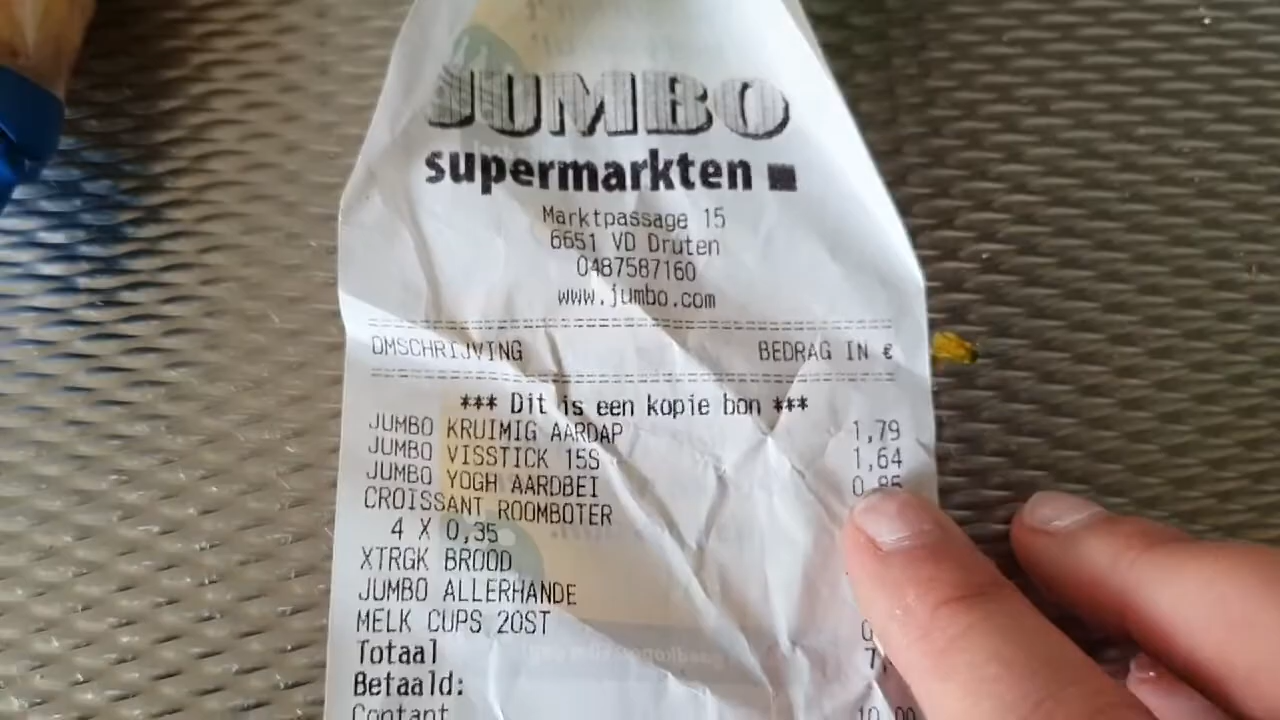 JUMBO
supermarkten
Marktpassage 15
6651 VD Druten
0487587160
www.jumbo.com
OMSCHRIJVING BEDRAG IN €
*** Dit is een kopie bon ***
JUMBO KRUIMIG AARDAP 1,79
JUMBO VISSTICK 15S 1,64
JUMBO YOGH AARDBEI 0,85
CROISSANT ROOMBOTER
4 X 0,35
XTRGK BROOD
JUMBO ALLERHANDE
MELK CUPS 20ST
Totaal
Betaald:
Contant 10,00